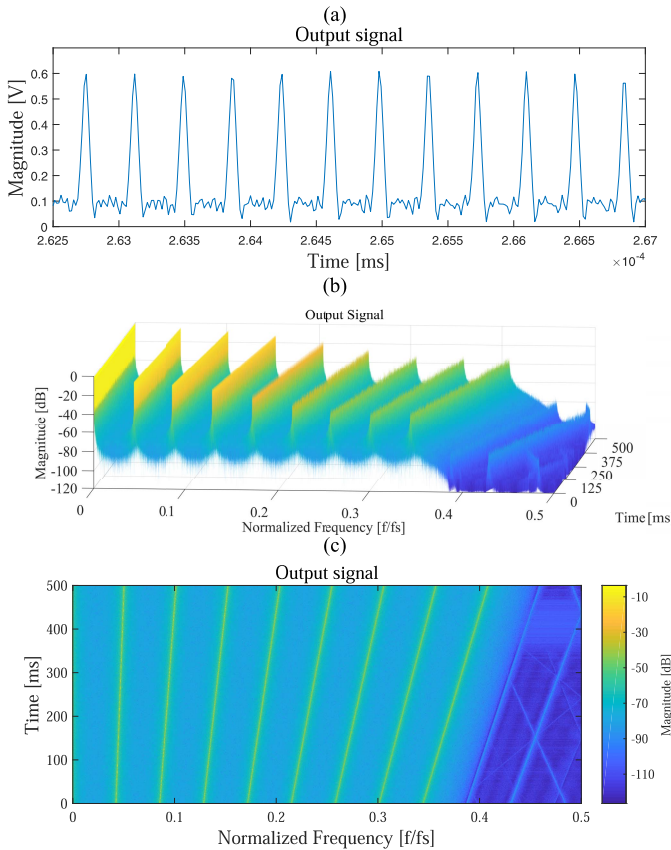 (a)
Output signal
Magnitude [V]
0.6
0.5
0.4
0.3
0.2
0.1
0
2.625 2.63 2.635 2.64 2.645 2.65 2.655 2.66 2.665 2.67
Time [ms]
×10⁻⁴
(b)
Output Signal
Magnitude [dB]
0
-20
-40
-60
-80
-100
-120
0 0.1 0.2 0.3 0.4 0.5
500
375
250
125
0
Normalized Frequency [f/fs]
Time [ms]
(c)
Output signal
Time [ms]
500
400
300
200
100
0
0 0.1 0.2 0.3 0.4 0.5
Normalized Frequency [f/fs]
-10
-30
-50
-70
-90
-110
Magnitude [dB]